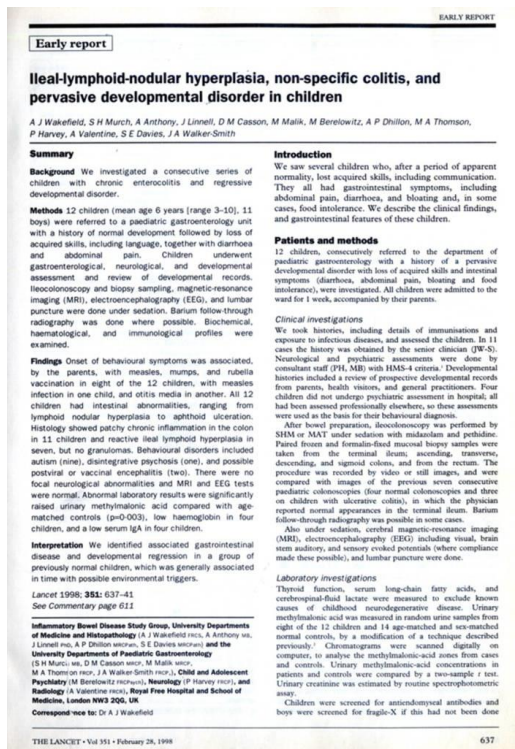 EARLY REPORT
Early report
Ileal-lymphoid-nodular hyperplasia, non-specific colitis, and
pervasive developmental disorder in children
A J Wakefield, S H Murch, A Anthony, J Linnell, D M Casson, M Malik, M Berelowitz, A P Dhillon, M A Thomson,
P Harvey, A Valentine, S E Davies, J A Walker-Smith
Summary
Background We investigated a consecutive series of
children with chronic enterocolitis and regressive
developmental disorder.
Methods 12 children (mean age 6 years [range 3–10], 11
boys) were referred to a paediatric gastroenterology unit
with a history of normal development followed by loss of
acquired skills, including language, together with diarrhoea
and abdominal pain. Children underwent
gastroenterological, neurological, and developmental
assessment and review of developmental records.
Ileocolonoscopy and biopsy sampling, magnetic-resonance
imaging (MRI), electroencephalography (EEG), and lumbar
puncture were done under sedation. Barium follow-through
radiography was done where possible. Biochemical,
haematological, and immunological profiles were
examined.
Findings Onset of behavioural symptoms was associated,
by the parents, with measles, mumps, and rubella
vaccination in eight of the 12 children, with measles
infection in one child, and otitis media in another. All 12
children had intestinal abnormalities, ranging from
lymphoid nodular hyperplasia to aphthoid ulceration.
Histology showed patchy chronic inflammation in the colon
in 11 children and reactive ileal lymphoid hyperplasia in
seven, but no granulomas. Behavioural disorders included
autism (nine), disintegrative psychosis (one), and possible
postviral or vaccinal encephalitis (two). There were no
focal neurological abnormalities and MRI and EEG tests
were normal. Abnormal laboratory results were significantly
raised urinary methylmalonic acid compared with age-
matched controls (p=0·003), low haemoglobin in four
children, and a low serum IgA in four children.
Interpretation We identified associated gastrointestinal
disease and developmental regression in a group of
previously normal children, which was generally associated
in time with possible environmental triggers.
Lancet 1998; 351: 637–41
See Commentary page 611
Inflammatory Bowel Disease Study Group, University Departments
of Medicine and Histopathology (A J Wakefield FRCS, A Anthony MB,
J Linnell PhD, A P Dhillon MRCPath, S E Davies MRCPath) and the
University Departments of Paediatric Gastroenterology
(S H Murch MB, D M Casson MRCP, M Malik MRCP,
M A Thomson FRCP, J A Walker-Smith FRCP,), Child and Adolescent
Psychiatry (M Berelowitz FRCPsych), Neurology (P Harvey FRCP), and
Radiology (A Valentine FRCR), Royal Free Hospital and School of
Medicine, London NW3 2QG, UK
Correspondence to: Dr A J Wakefield
Introduction
We saw several children who, after a period of apparent
normality, lost acquired skills, including communication.
They all had gastrointestinal symptoms, including
abdominal pain, diarrhoea, and bloating and, in some
cases, food intolerance. We describe the clinical findings,
and gastrointestinal features of these children.
Patients and methods
12 children, consecutively referred to the department of
paediatric gastroenterology with a history of a pervasive
developmental disorder with loss of acquired skills and intestinal
symptoms (diarrhoea, abdominal pain, bloating and food
intolerance), were investigated. All children were admitted to the
ward for 1 week, accompanied by their parents.
Clinical investigations
We took histories, including details of immunisations and
exposure to infectious diseases, and assessed the children. In 11
cases the history was obtained by the senior clinician (JW-S).
Neurological and psychiatric assessments were done by
consultant staff (PH, MB) with HMS-4 criteria.¹ Developmental
histories included a review of prospective developmental records
from parents, health visitors, and general practitioners. Four
children did not undergo psychiatric assessment in hospital; all
had been assessed professionally elsewhere, so these assessments
were used as the basis for their behavioural diagnosis.
After bowel preparation, ileocolonoscopy was performed by
SHM or MAT under sedation with midazolam and pethidine.
Paired frozen and formalin-fixed mucosal biopsy samples were
taken from the terminal ileum; ascending, transverse,
descending, and sigmoid colons, and from the rectum. The
procedure was recorded by video or still images, and were
compared with images of the previous seven consecutive
paediatric colonoscopies (four normal colonoscopies and three
on children with ulcerative colitis), in which the physician
reported normal appearances in the terminal ileum. Barium
follow-through radiography was possible in some cases.
Also under sedation, cerebral magnetic-resonance imaging
(MRI), electroencephalography (EEG) including visual, brain
stem auditory, and sensory evoked potentials (where compliance
made these possible), and lumbar puncture were done.
Laboratory investigations
Thyroid function, serum long-chain fatty acids, and
cerebrospinal-fluid lactate were measured to exclude known
causes of childhood neurodegenerative disease. Urinary
methylmalonic acid was measured in random urine samples from
eight of the 12 children and 14 age-matched and sex-matched
normal controls, by a modification of a technique described
previously.² Chromatograms were scanned digitally on
computer, to analyse the methylmalonic-acid zones from cases
and controls. Urinary methylmalonic-acid concentrations in
patients and controls were compared by a two-sample t test.
Urinary creatinine was estimated by routine spectrophotometric
assay.
Children were screened for antiendomyseal antibodies and
boys were screened for fragile-X if this had not been done
THE LANCET • Vol 351 • February 28, 1998
637